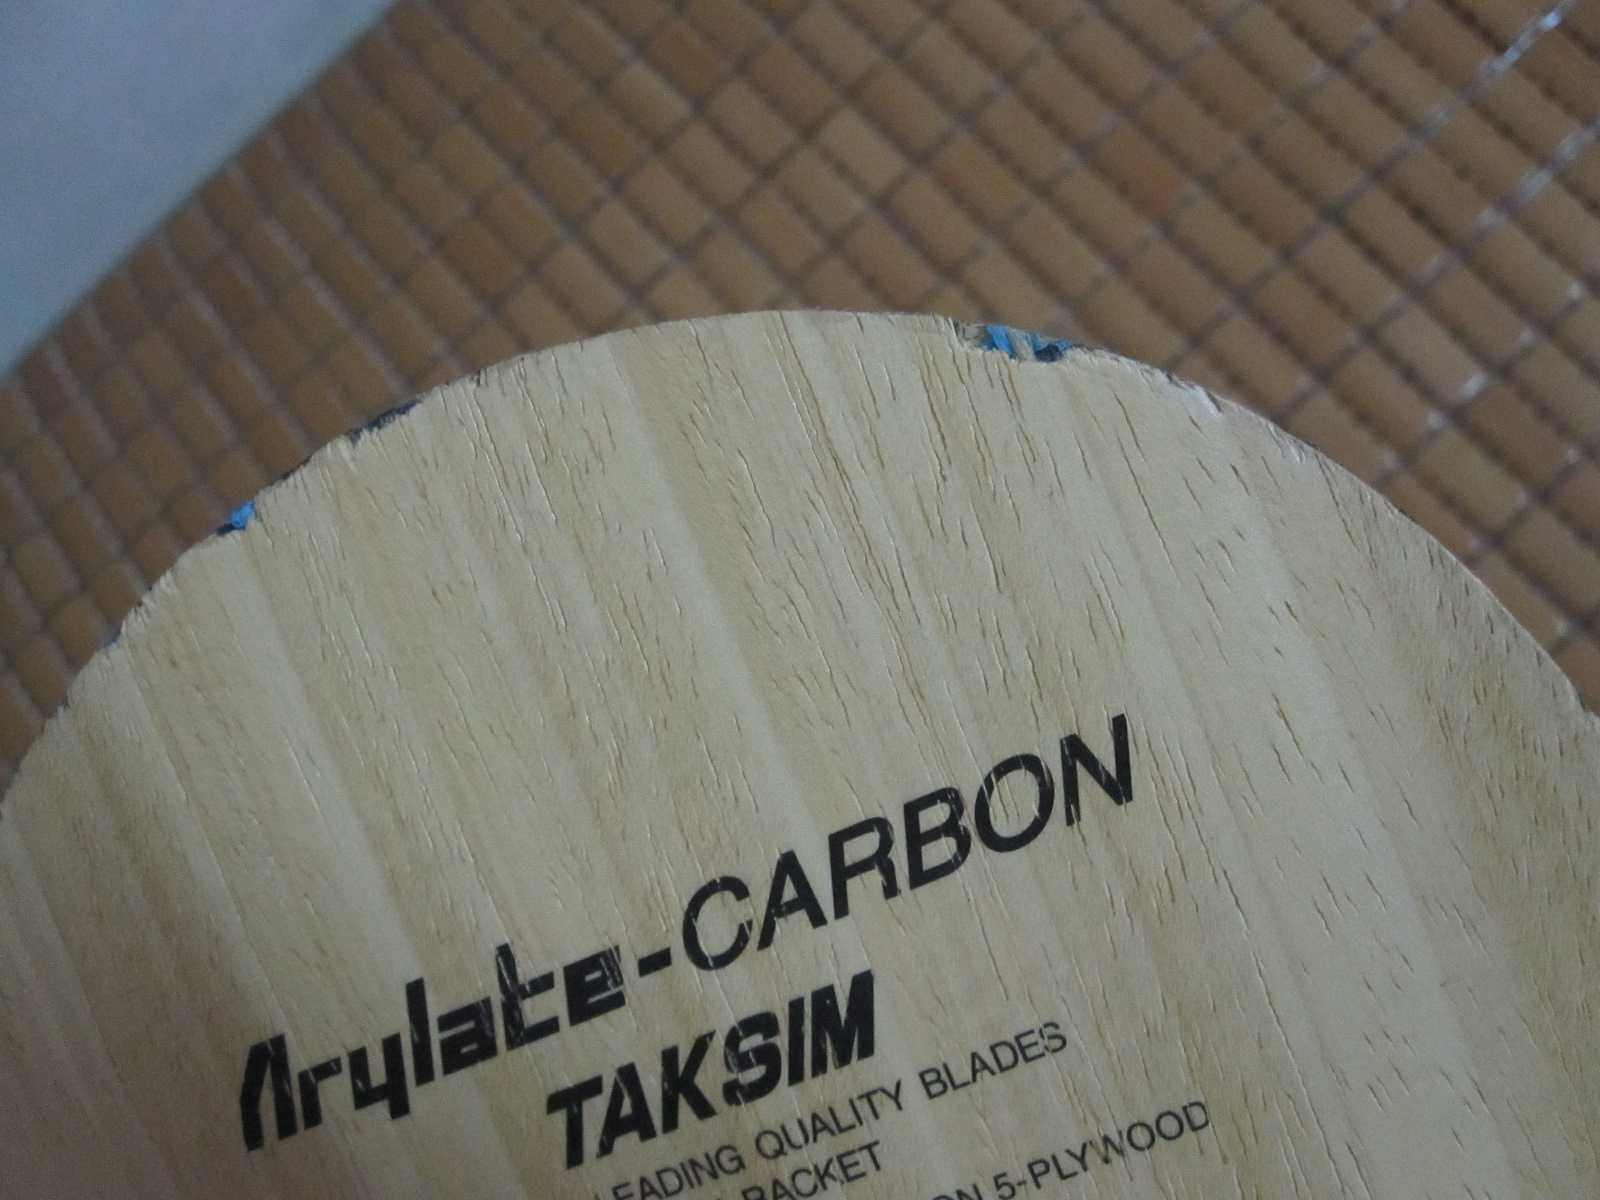 Arylate-CARBON
TAKSIM
LEADING QUALITY BLADES
RACKET
5-PLYWOOD